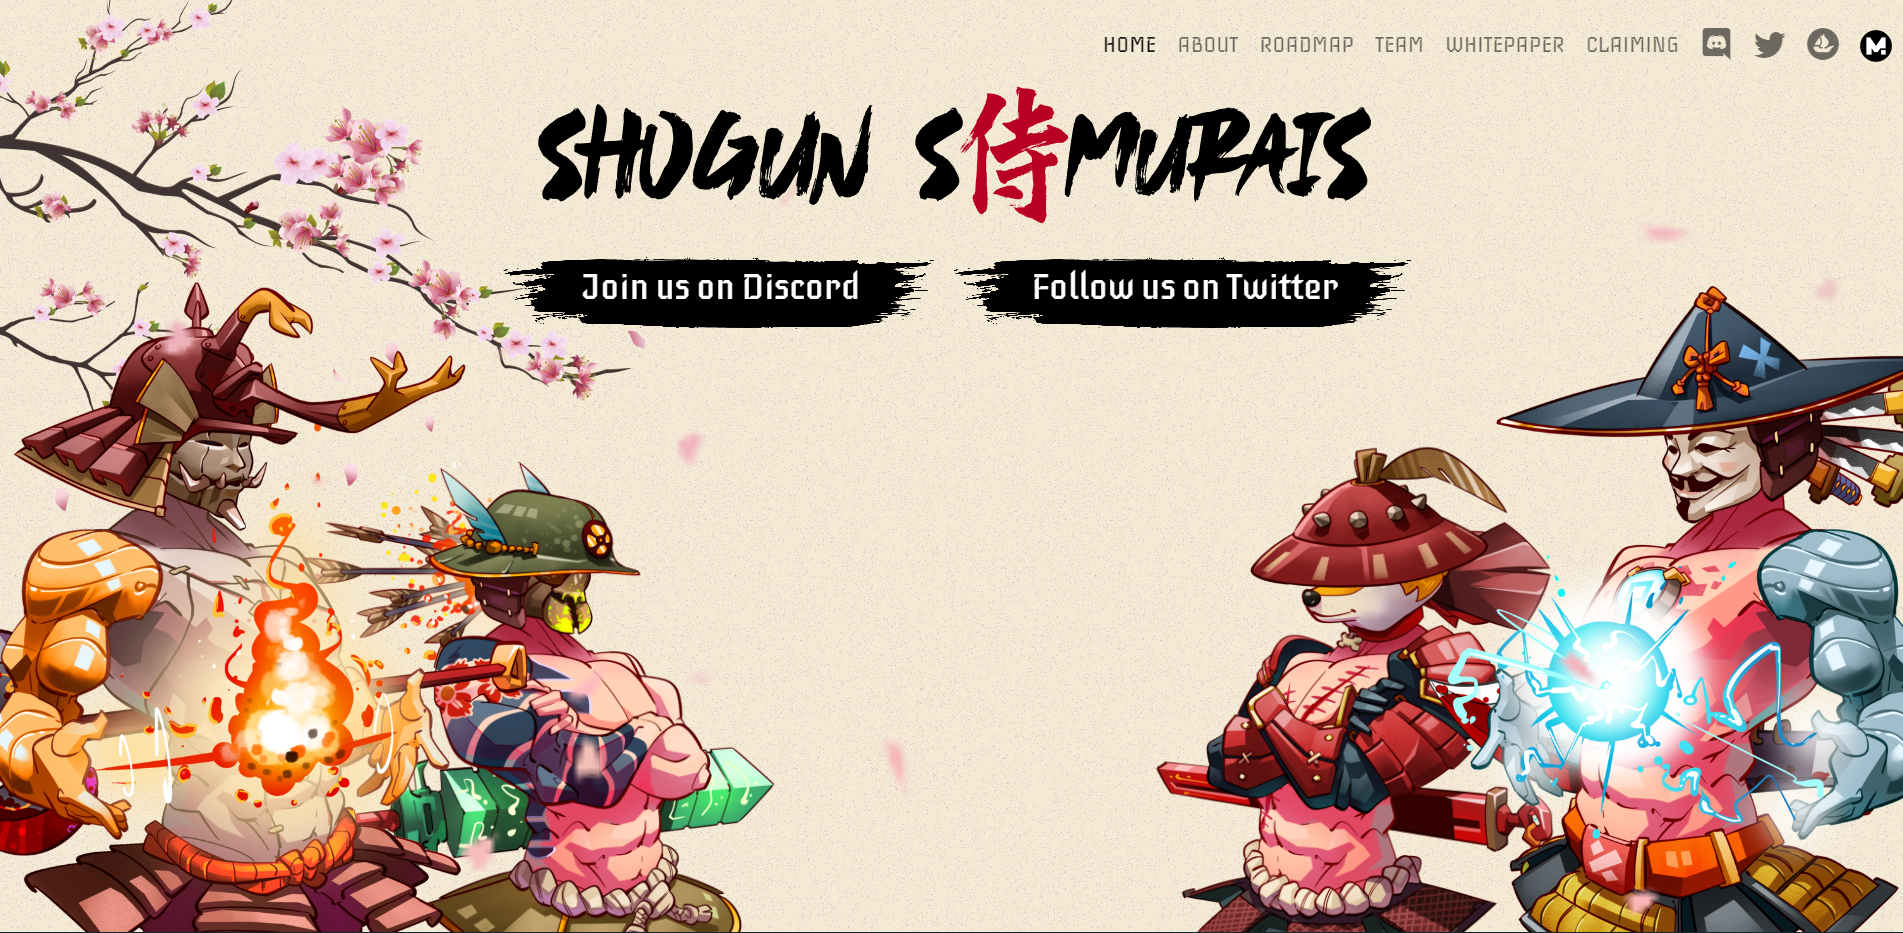 HOME ABOUT ROADMAP TEAM WHITEPAPER CLAIMING M
SHOGUN S侍MURAIS
Join us on Discord Follow us on Twitter